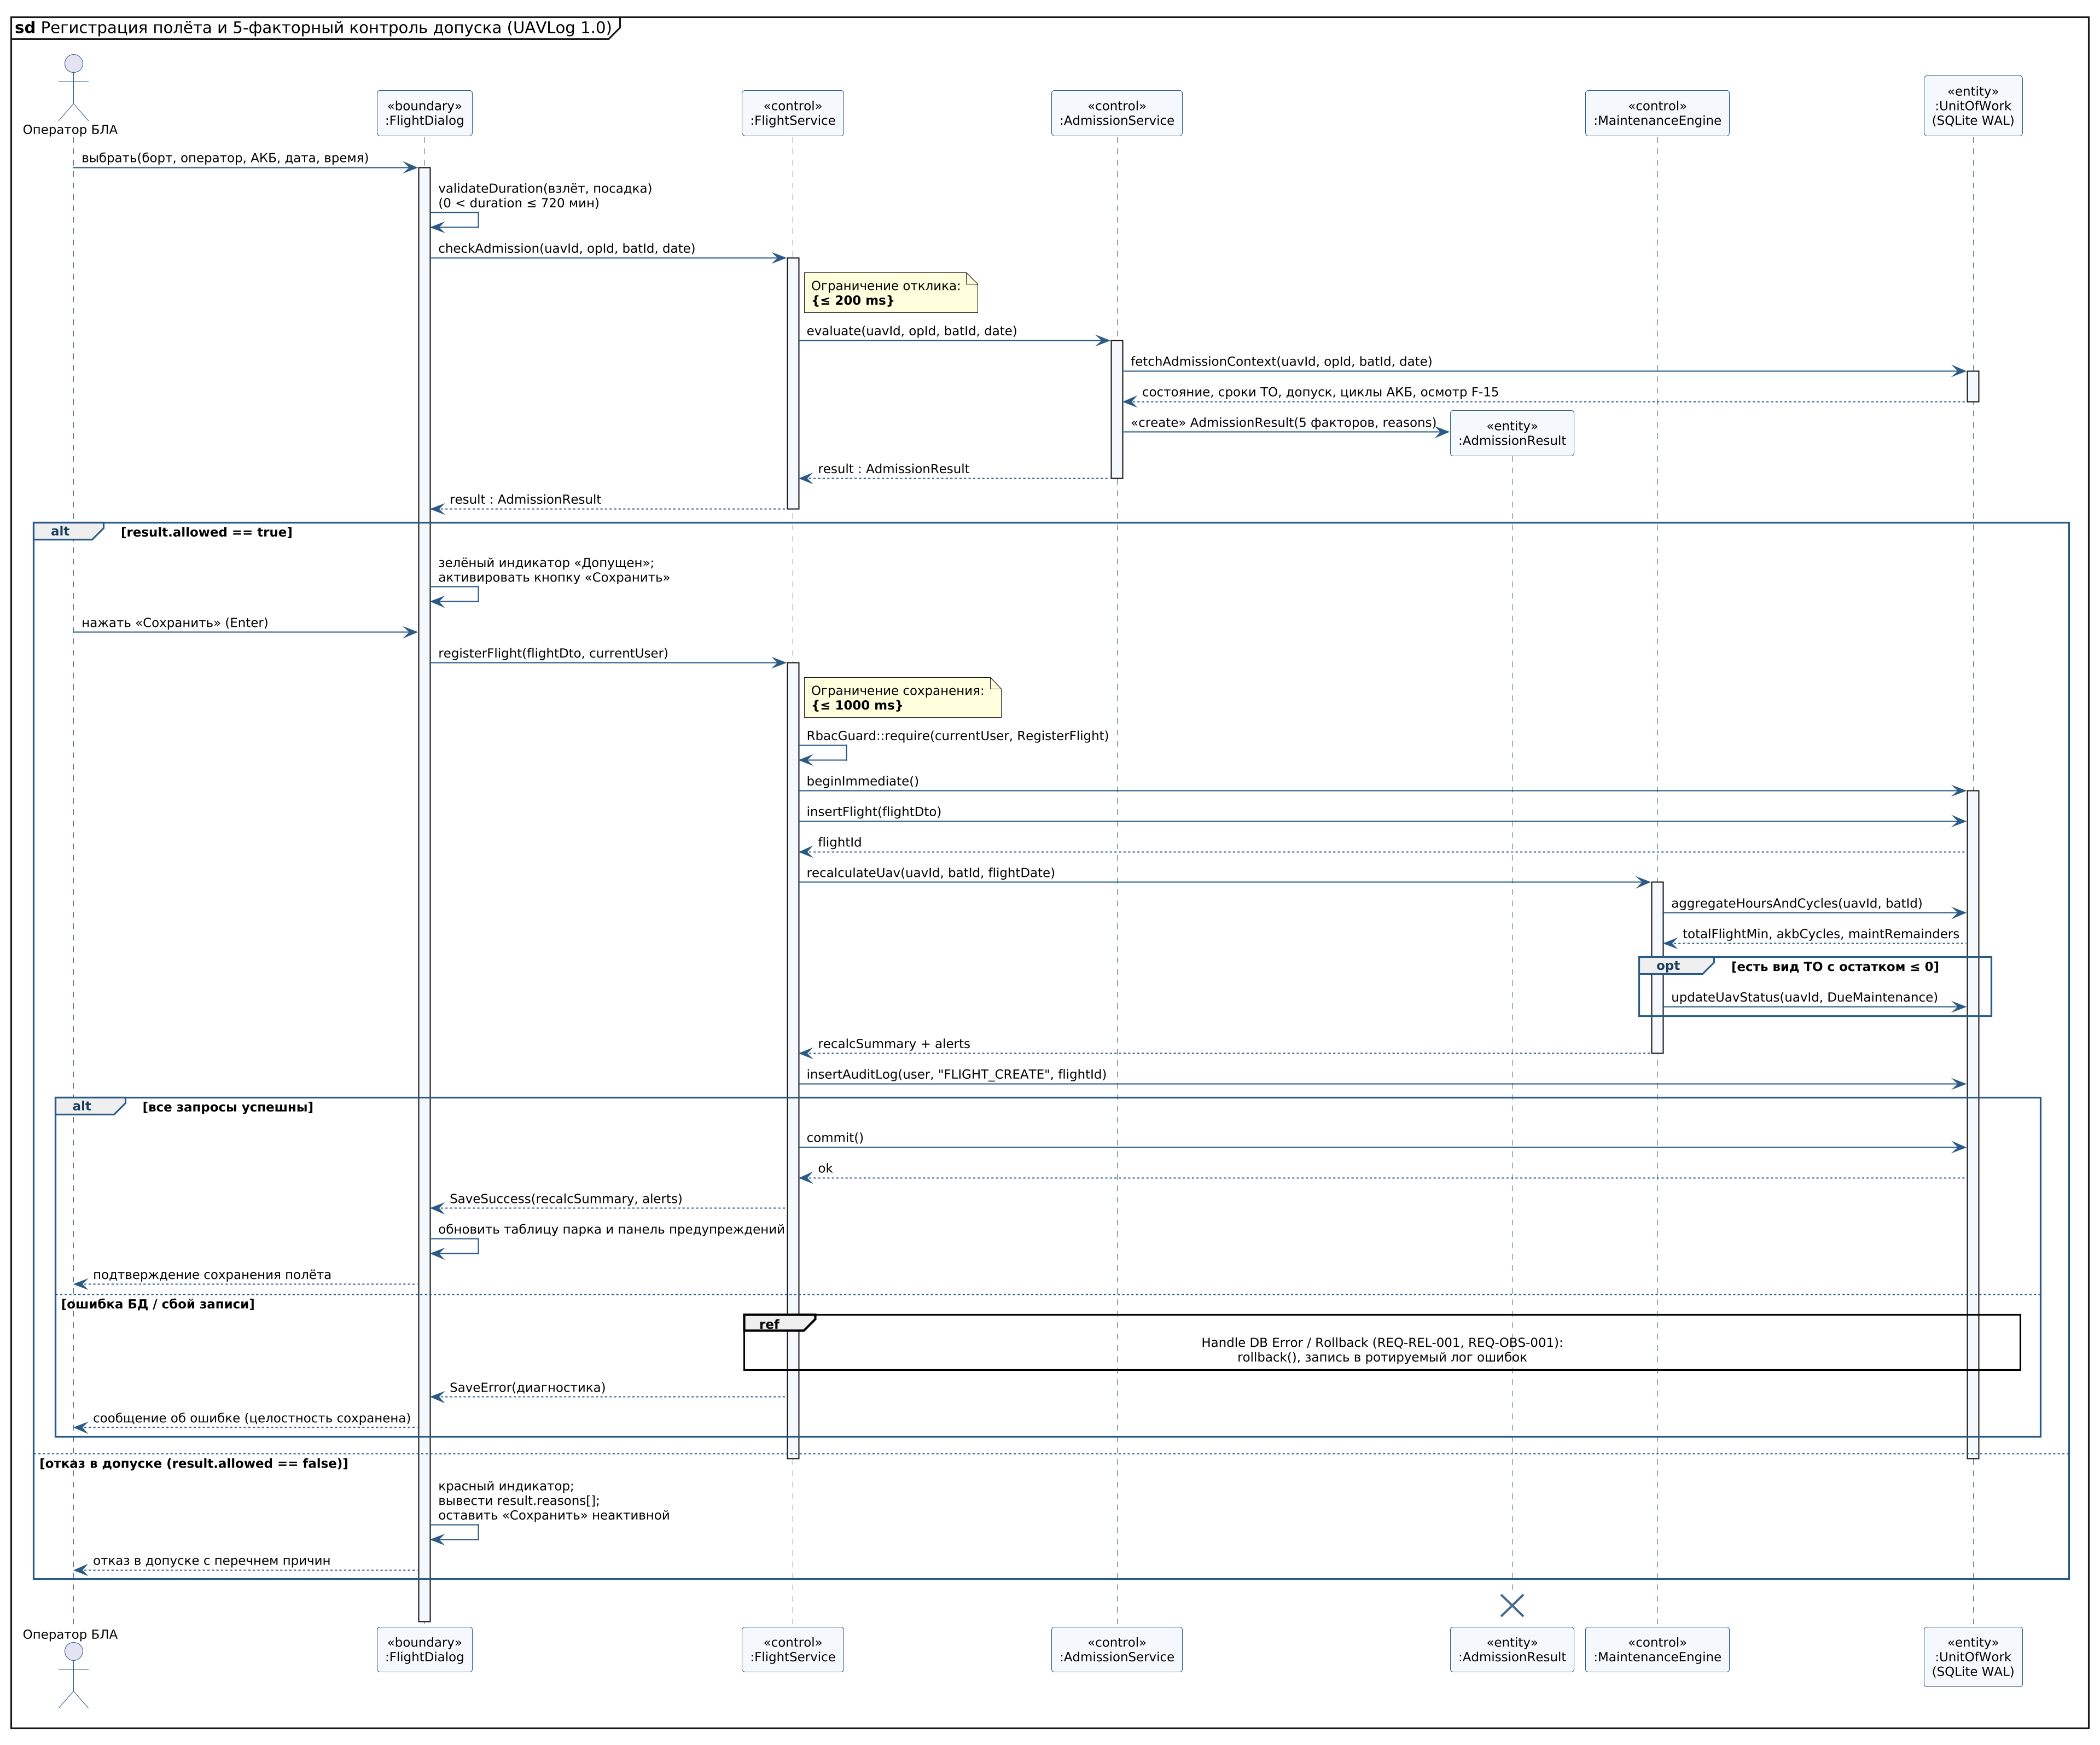 sd Регистрация полёта и 5-факторный контроль допуска (UAVLog 1.0)
Оператор БЛА
«boundary»
:FlightDialog
«control»
:FlightService
«control»
:AdmissionService
«control»
:MaintenanceEngine
«entity»
:UnitOfWork
(SQLite WAL)
выбрать(борт, оператор, АКБ, дата, время)
validateDuration(взлёт, посадка)
(0 < duration ≤ 720 мин)
checkAdmission(uavId, opId, batId, date)
Ограничение отклика:
{≤ 200 ms}
evaluate(uavId, opId, batId, date)
fetchAdmissionContext(uavId, opId, batId, date)
состояние, сроки ТО, допуск, циклы АКБ, осмотр F-15
«create» AdmissionResult(5 факторов, reasons)
«entity»
:AdmissionResult
result : AdmissionResult
result : AdmissionResult
alt [result.allowed == true]
зелёный индикатор «Допущен»;
активировать кнопку «Сохранить»
нажать «Сохранить» (Enter)
registerFlight(flightDto, currentUser)
Ограничение сохранения:
{≤ 1000 ms}
RbacGuard::require(currentUser, RegisterFlight)
beginImmediate()
insertFlight(flightDto)
flightId
recalculateUav(uavId, batId, flightDate)
aggregateHoursAndCycles(uavId, batId)
totalFlightMin, akbCycles, maintRemainders
opt [есть вид ТО с остатком ≤ 0]
updateUavStatus(uavId, DueMaintenance)
recalcSummary + alerts
insertAuditLog(user, "FLIGHT_CREATE", flightId)
alt [все запросы успешны]
commit()
ok
SaveSuccess(recalcSummary, alerts)
обновить таблицу парка и панель предупреждений
подтверждение сохранения полёта
[ошибка БД / сбой записи]
ref
Handle DB Error / Rollback (REQ-REL-001, REQ-OBS-001):
rollback(), запись в ротируемый лог ошибок
SaveError(диагностика)
сообщение об ошибке (целостность сохранена)
[отказ в допуске (result.allowed == false)]
красный индикатор;
вывести result.reasons[];
оставить «Сохранить» неактивной
отказ в допуске с перечнем причин
Оператор БЛА
«boundary»
:FlightDialog
«control»
:FlightService
«control»
:AdmissionService
«entity»
:AdmissionResult
«control»
:MaintenanceEngine
«entity»
:UnitOfWork
(SQLite WAL)